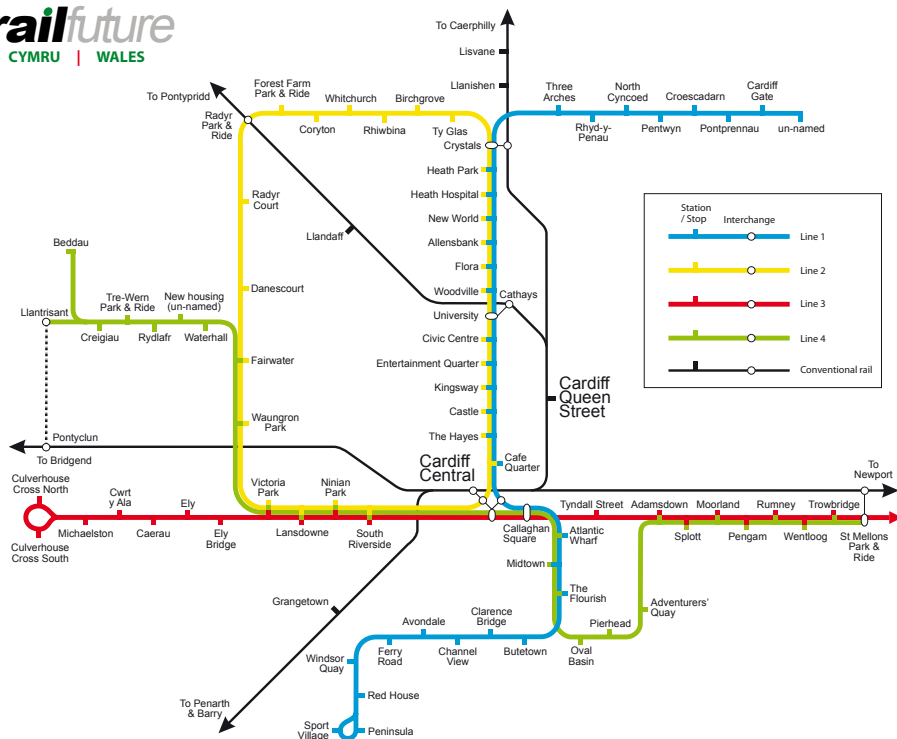 railfuture
CYMRU | WALES
To Caerphilly
Lisvane
Llanishen
To Pontypridd
Radyr
Park &
Ride
Forest Farm
Park & Ride
Coryton
Whitchurch
Rhiwbina
Birchgrove
Ty Glas
Crystals
Three
Arches
Rhyd-y-
Penau
North
Cyncoed
Pentwyn
Croescadarn
Pontprennau
Cardiff
Gate
un-named
Heath Park
Heath Hospital
New World
Allensbank
Flora
Woodville
University
Cathays
Civic Centre
Entertainment Quarter
Kingsway
Castle
The Hayes
Cafe
Quarter
Cardiff
Queen
Street
Station
/ Stop
Interchange
Line 1
Line 2
Line 3
Line 4
Conventional rail
Radyr
Court
Llandaff
Danescourt
Fairwater
Waungron
Park
Beddau
Llantrisant
Creigiau
Tre-Wern
Park & Ride
Rydlafr
New housing
(un-named)
Waterhall
Pontyclun
To Bridgend
Cardiff
Central
To
Newport
Culverhouse
Cross North
Culverhouse
Cross South
Michaelston
Cwrt
y Ala
Caerau
Ely
Ely
Bridge
Victoria
Park
Lansdowne
Ninian
Park
South
Riverside
Callaghan
Square
Tyndall Street
Adamsdown
Splott
Moorland
Pengam
Rumney
Wentloog
Trowbridge
St Mellons
Park &
Ride
Atlantic
Wharf
Midtown
The
Flourish
Adventurers'
Quay
Pierhead
Oval
Basin
Butetown
Clarence
Bridge
Channel
View
Avondale
Ferry
Road
Windsor
Quay
Red House
Peninsula
Sport
Village
Grangetown
To Penarth
& Barry